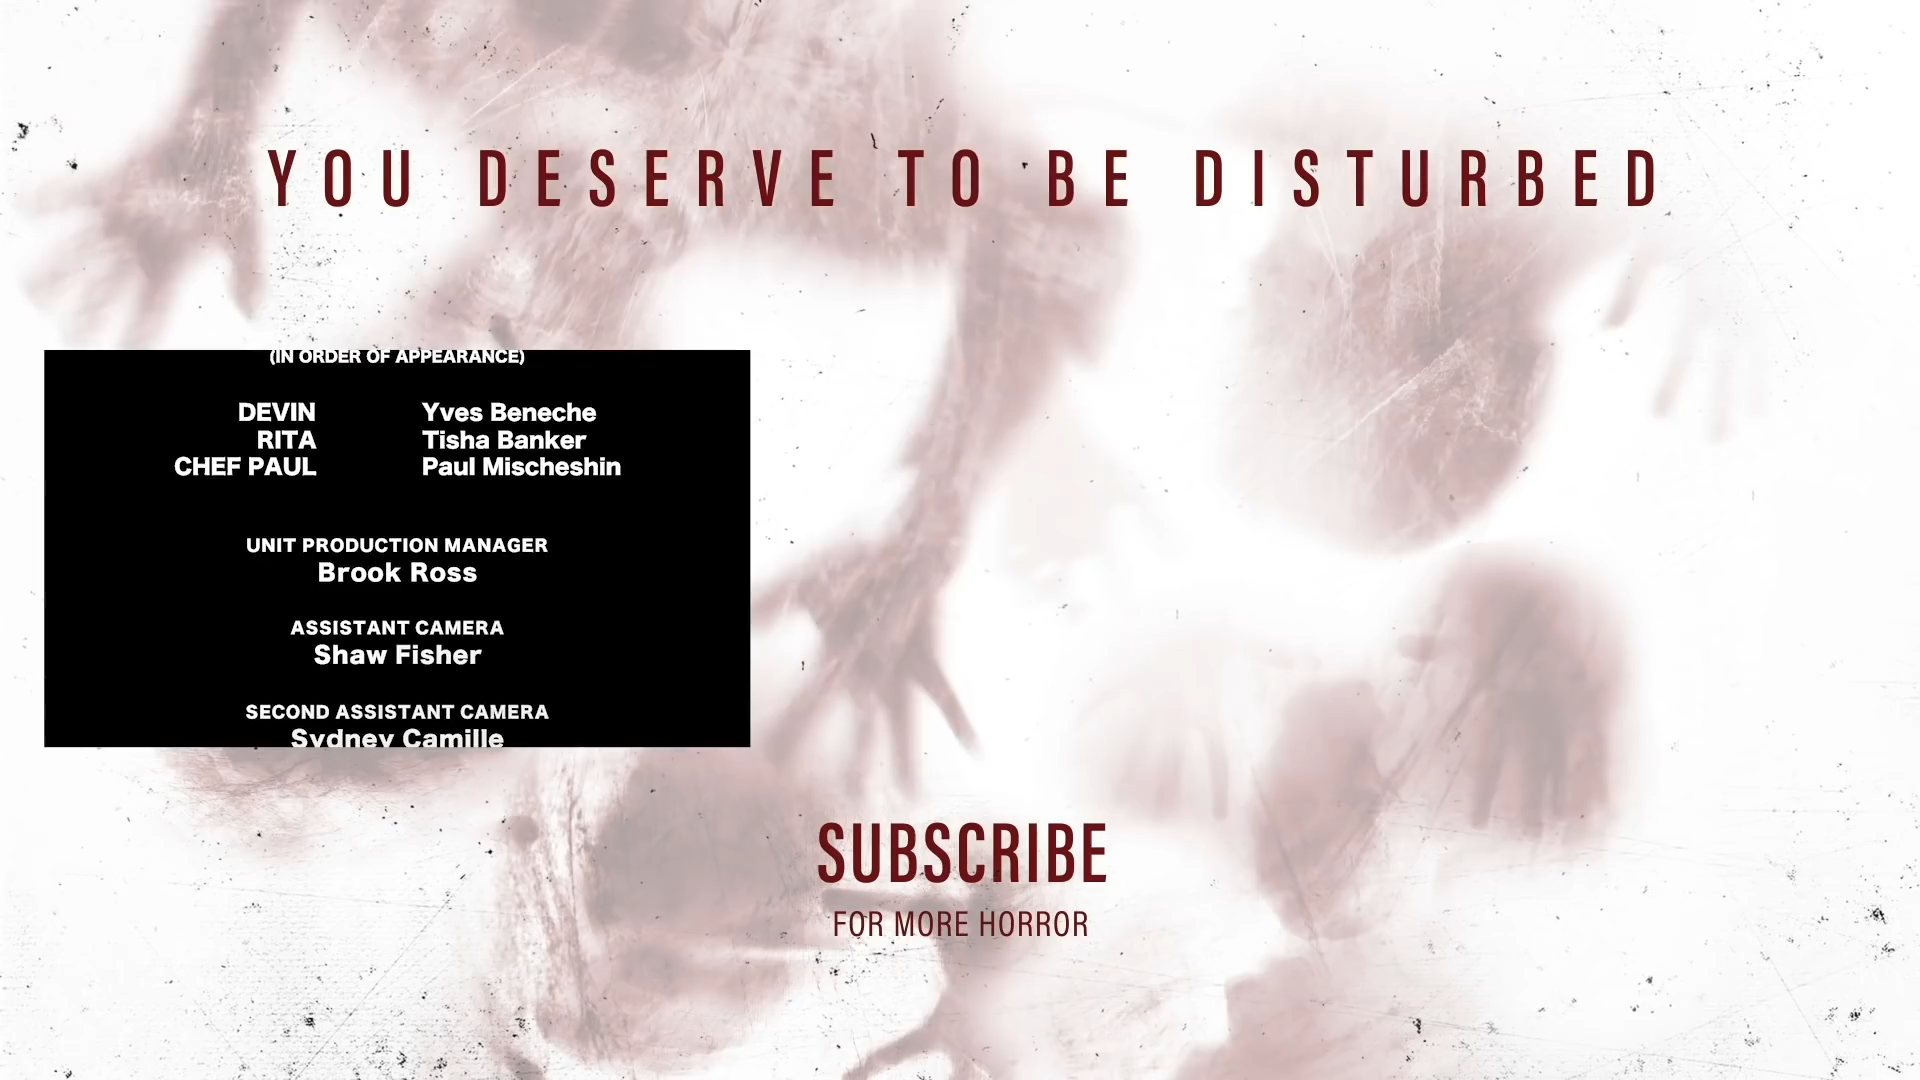 YOU DESERVE TO BE DISTURBED
(IN ORDER OF APPEARANCE)
DEVIN Yves Beneche
RITA Tisha Banker
CHEF PAUL Paul Mischeshin
UNIT PRODUCTION MANAGER
Brook Ross
ASSISTANT CAMERA
Shaw Fisher
SECOND ASSISTANT CAMERA
Sydney Camille
SUBSCRIBE
FOR MORE HORROR